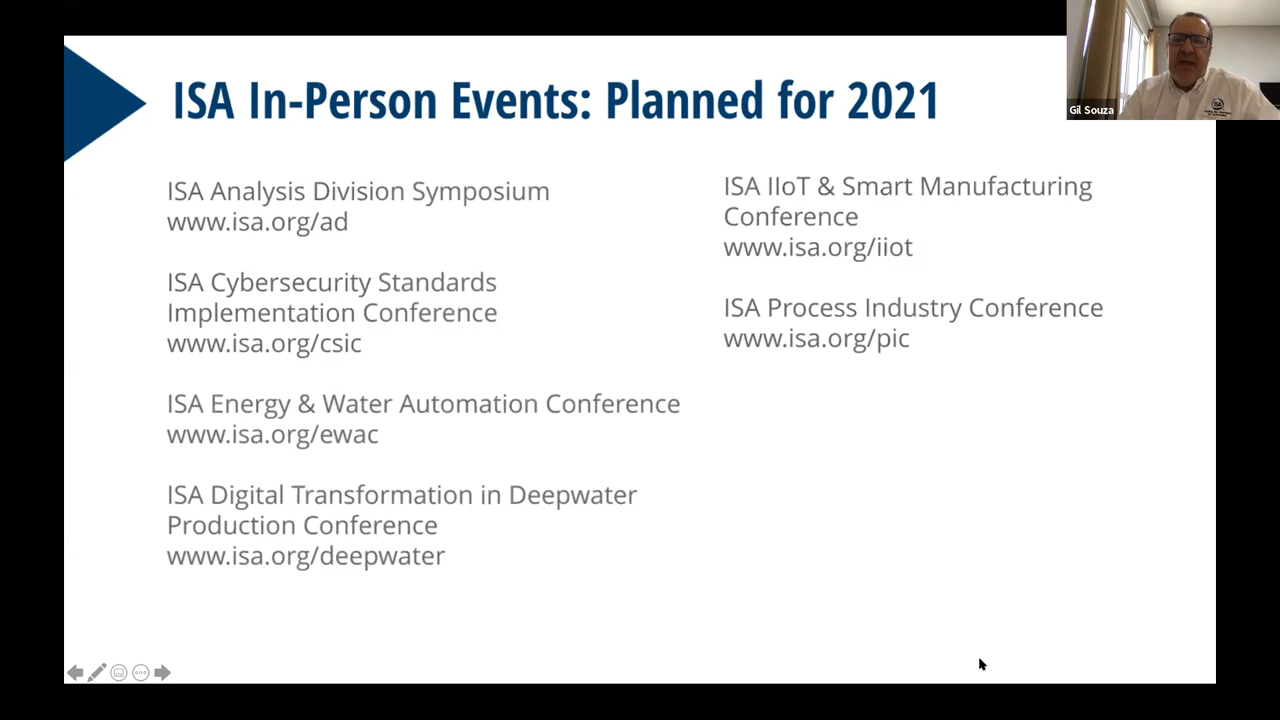 ISA In-Person Events: Planned for 2021
Gil Souza
ISA Analysis Division Symposium
www.isa.org/ad
ISA Cybersecurity Standards
Implementation Conference
www.isa.org/csic
ISA Energy & Water Automation Conference
www.isa.org/ewac
ISA Digital Transformation in Deepwater
Production Conference
www.isa.org/deepwater
ISA IIoT & Smart Manufacturing
Conference
www.isa.org/iiot
ISA Process Industry Conference
www.isa.org/pic